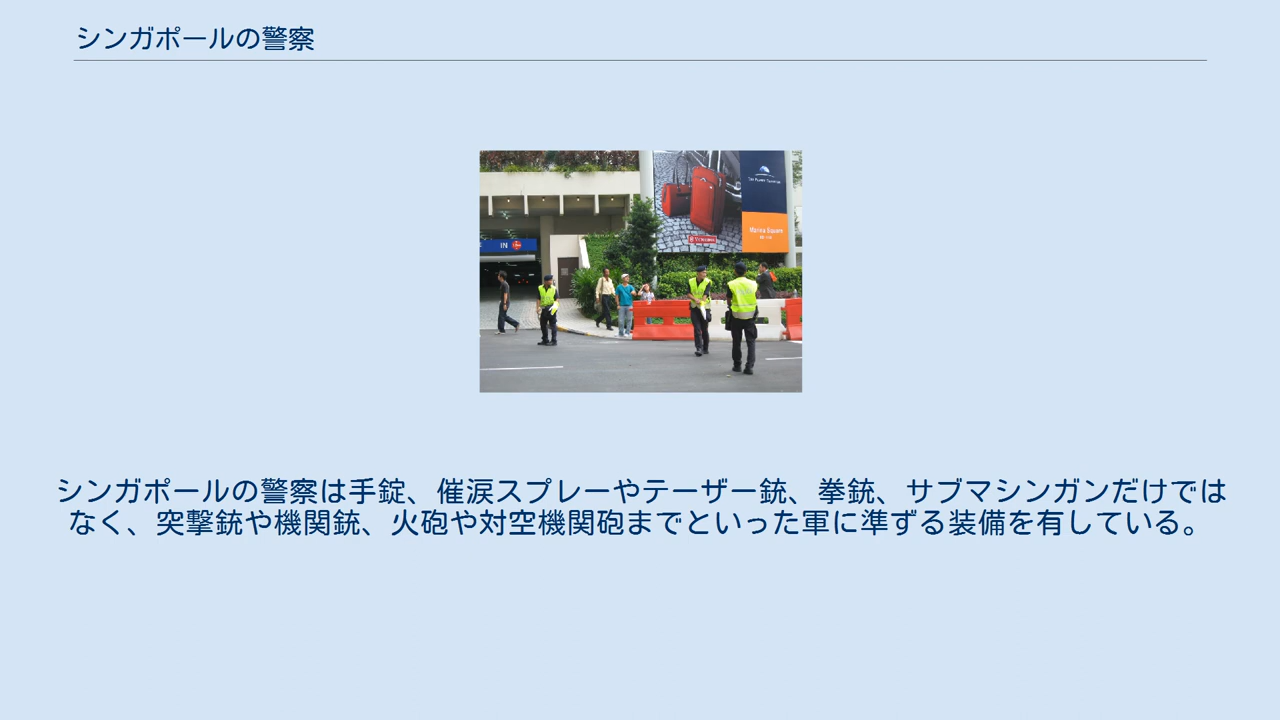 シンガポールの警察
IN
Marina Square
シンガポールの警察は手錠、催涙スプレーやテーザー銃、拳銃、サブマシンガンだけでは
なく、突撃銃や機関銃、火砲や対空機関砲までといった軍に準ずる装備を有している。